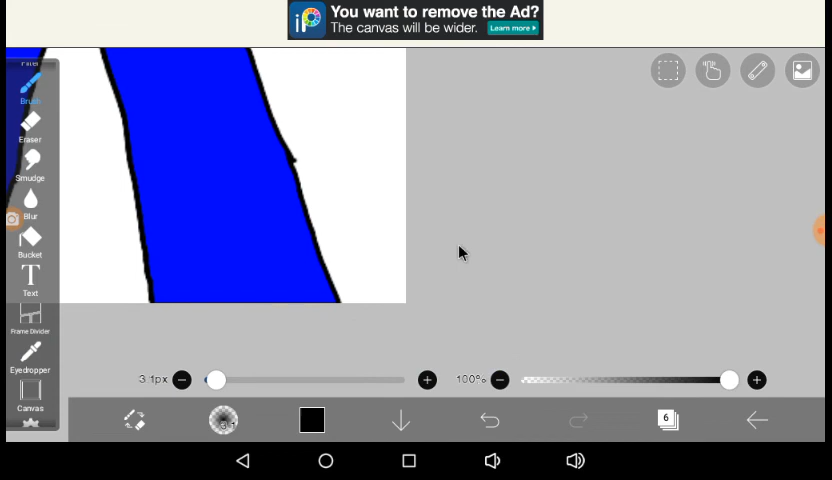 You want to remove the Ad?
The canvas will be wider. Learn more
Brush
Eraser
Smudge
Blur
Bucket
T
Text
Frame Divider
Eyedropper
Canvas
3.1px
100%
6